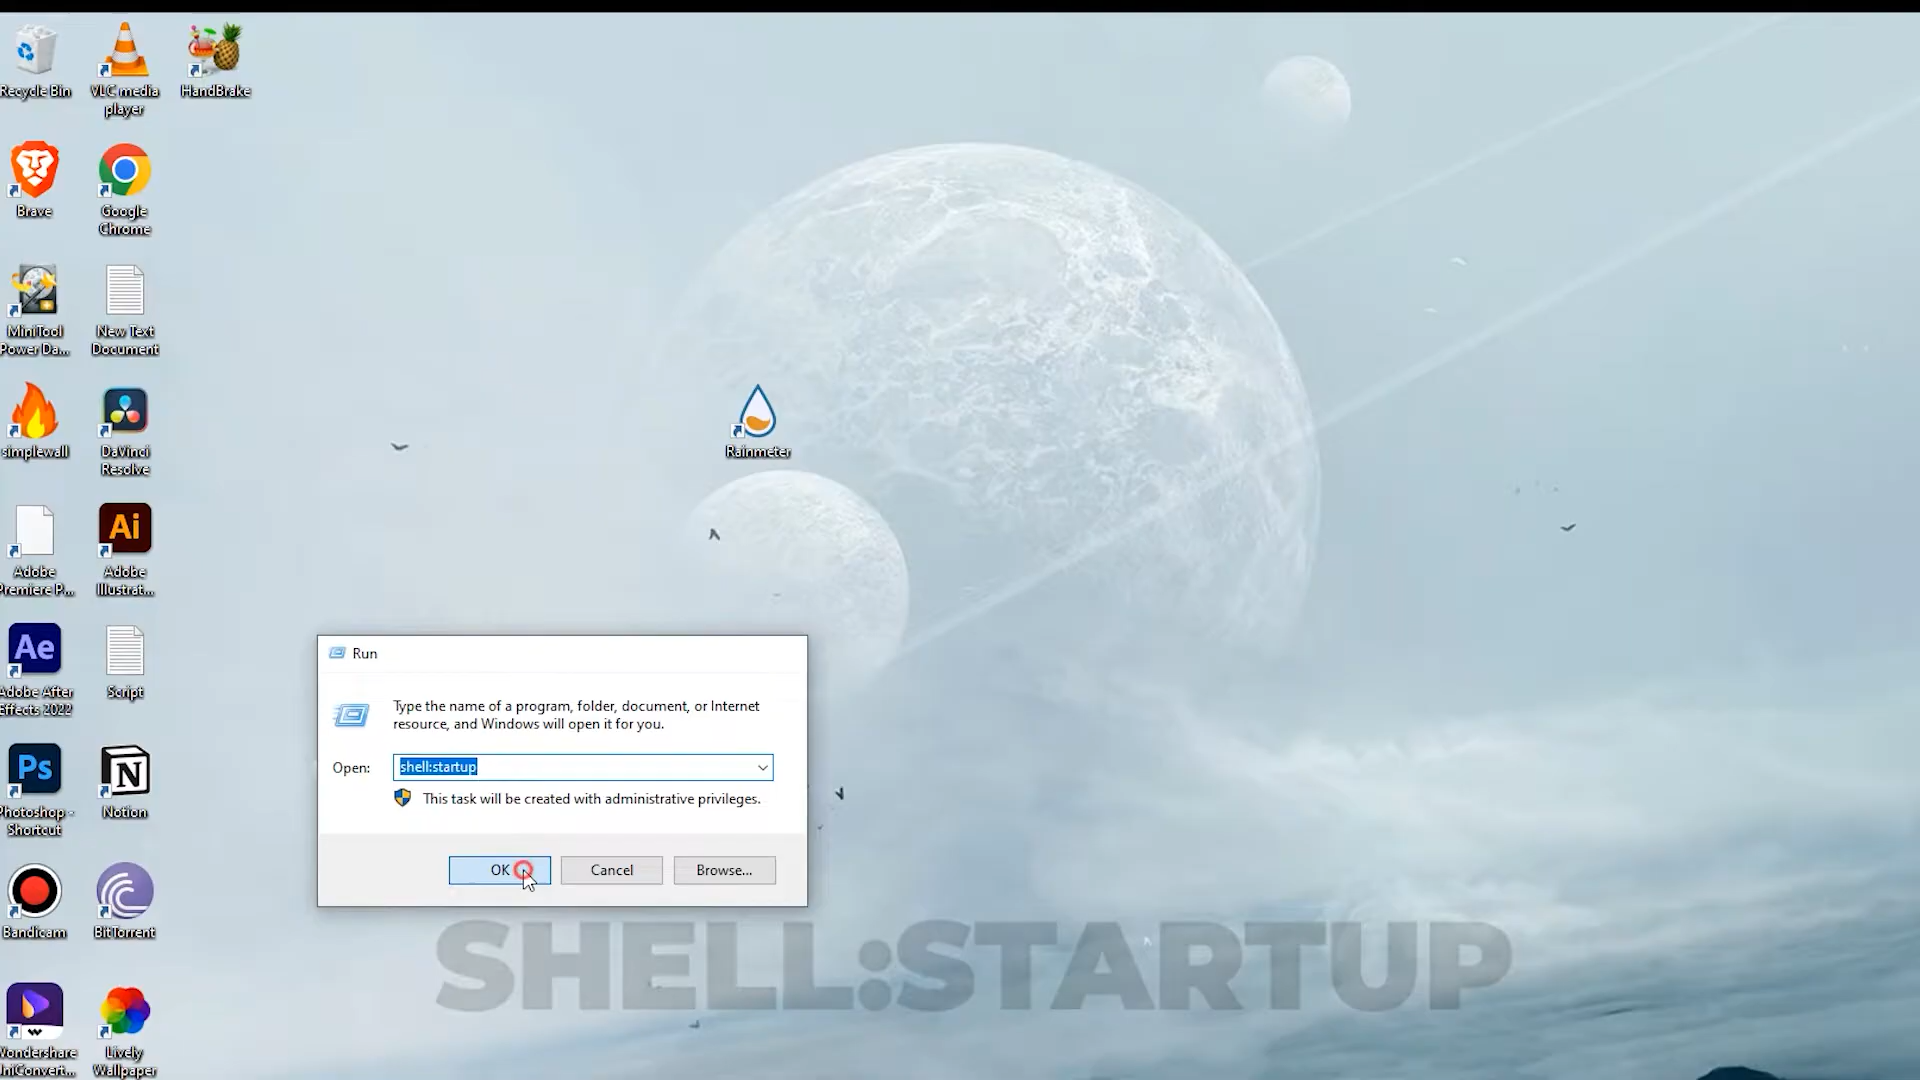 Recycle Bin
VLC media
player
HandBrake
Brave
Google
Chrome
MiniTool
Power Da...
New Text
Document
simplewall
DaVinci
Resolve
Rainmeter
Adobe
Premiere P...
Ai
Adobe
Illustrat...
Ae
Adobe After
Effects 2022
Script
Ps
Photoshop -
Shortcut
N
Notion
Bandicam
BitTorrent
Wondershare
UniConvert...
Lively
Wallpaper
Run
Type the name of a program, folder, document, or Internet
resource, and Windows will open it for you.
Open:
shell:startup
This task will be created with administrative privileges.
OK
Cancel
Browse...
SHELL:STARTUP